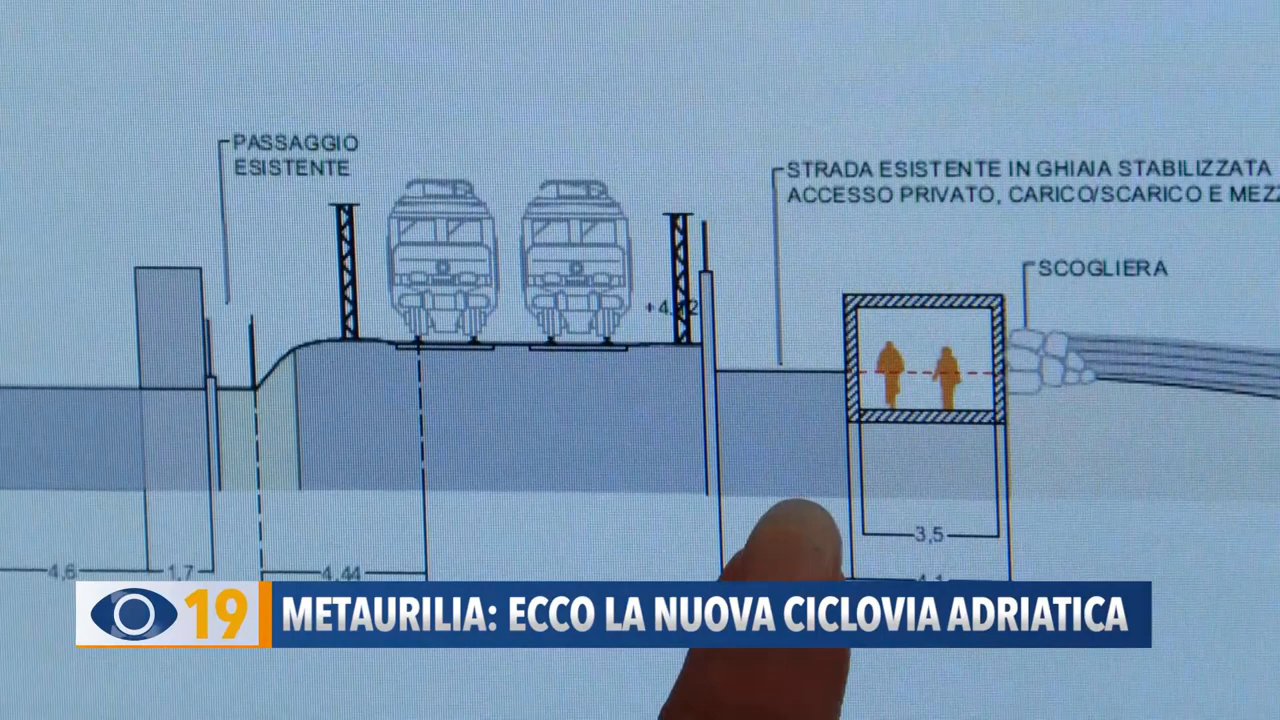 PASSAGGIO
ESISTENTE
STRADA ESISTENTE IN GHIAIA STABILIZZATA
ACCESSO PRIVATO, CARICO/SCARICO E
SCOGLIERA
3,5
4,6
1,7
4,44
19
METAURILIA: ECCO LA NUOVA CICLOVIA ADRIATICA